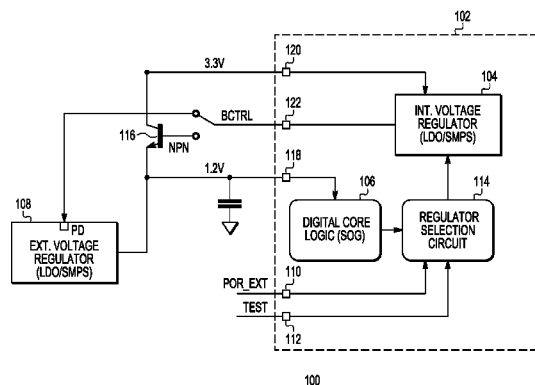 102
120
3.3V
104
122
BCTRL
INT. VOLTAGE
REGULATOR
(LDO/SMPS)
116
NPN
118
1.2V
106
114
108
PD
EXT. VOLTAGE
REGULATOR
(LDO/SMPS)
DIGITAL CORE
LOGIC (SOG)
REGULATOR
SELECTION
CIRCUIT
110
POR_EXT
TEST
112
100